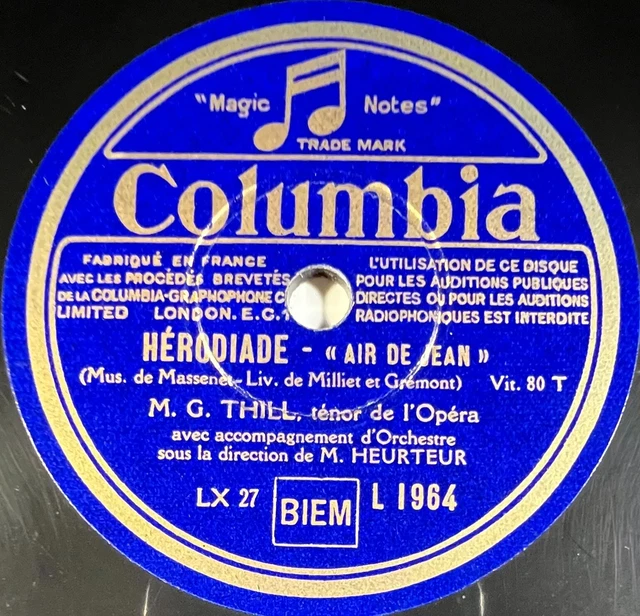 "Magic Notes"
TRADE MARK
Columbia
FABRIQUÉ EN FRANCE
AVEC LES PROCÉDÉS BREVETÉS
DE LA COLUMBIA-GRAPHOPHONE C
LIMITED LONDON. E.C.1
L'UTILISATION DE CE DISQUE
POUR LES AUDITIONS PUBLIQUES
DIRECTES OU POUR LES AUDITIONS
RADIOPHONIQUES EST INTERDITE
HÉRODIADE - « AIR DE JEAN »
(Mus. de Massenet - Liv. de Milliet et Grémont) Vit. 80 T
M. G. THILL, ténor de l'Opéra
avec accompagnement d'Orchestre
sous la direction de M. HEURTEUR
LX 27 BIEM L 1964